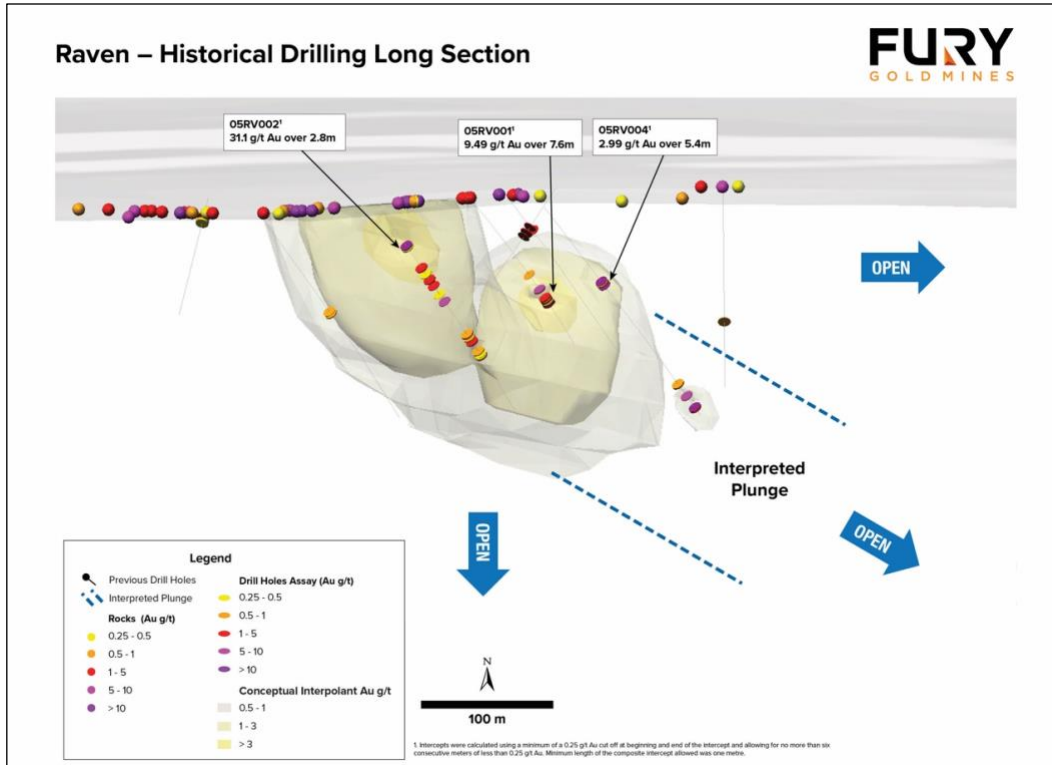 Raven – Historical Drilling Long Section
FURY
GOLD MINES
05RV002¹
31.1 g/t Au over 2.8m
05RV001¹
9.49 g/t Au over 7.6m
05RV004¹
2.99 g/t Au over 5.4m
OPEN
Interpreted
Plunge
OPEN
OPEN
Legend
Previous Drill Holes
Interpreted Plunge
Rocks (Au g/t)
0.25 - 0.5
0.5 - 1
1 - 5
5 - 10
> 10
Drill Holes Assay (Au g/t)
0.25 - 0.5
0.5 - 1
1 - 5
5 - 10
> 10
Conceptual Interpolant Au g/t
0.5 - 1
1 - 3
> 3
N
100 m
1. Intercepts were calculated using a minimum of a 0.25 g/t Au cut off at beginning and end of the intercept and allowing for no more than six
consecutive meters of less than 0.25 g/t Au. Minimum length of the composite intercept allowed was one metre.